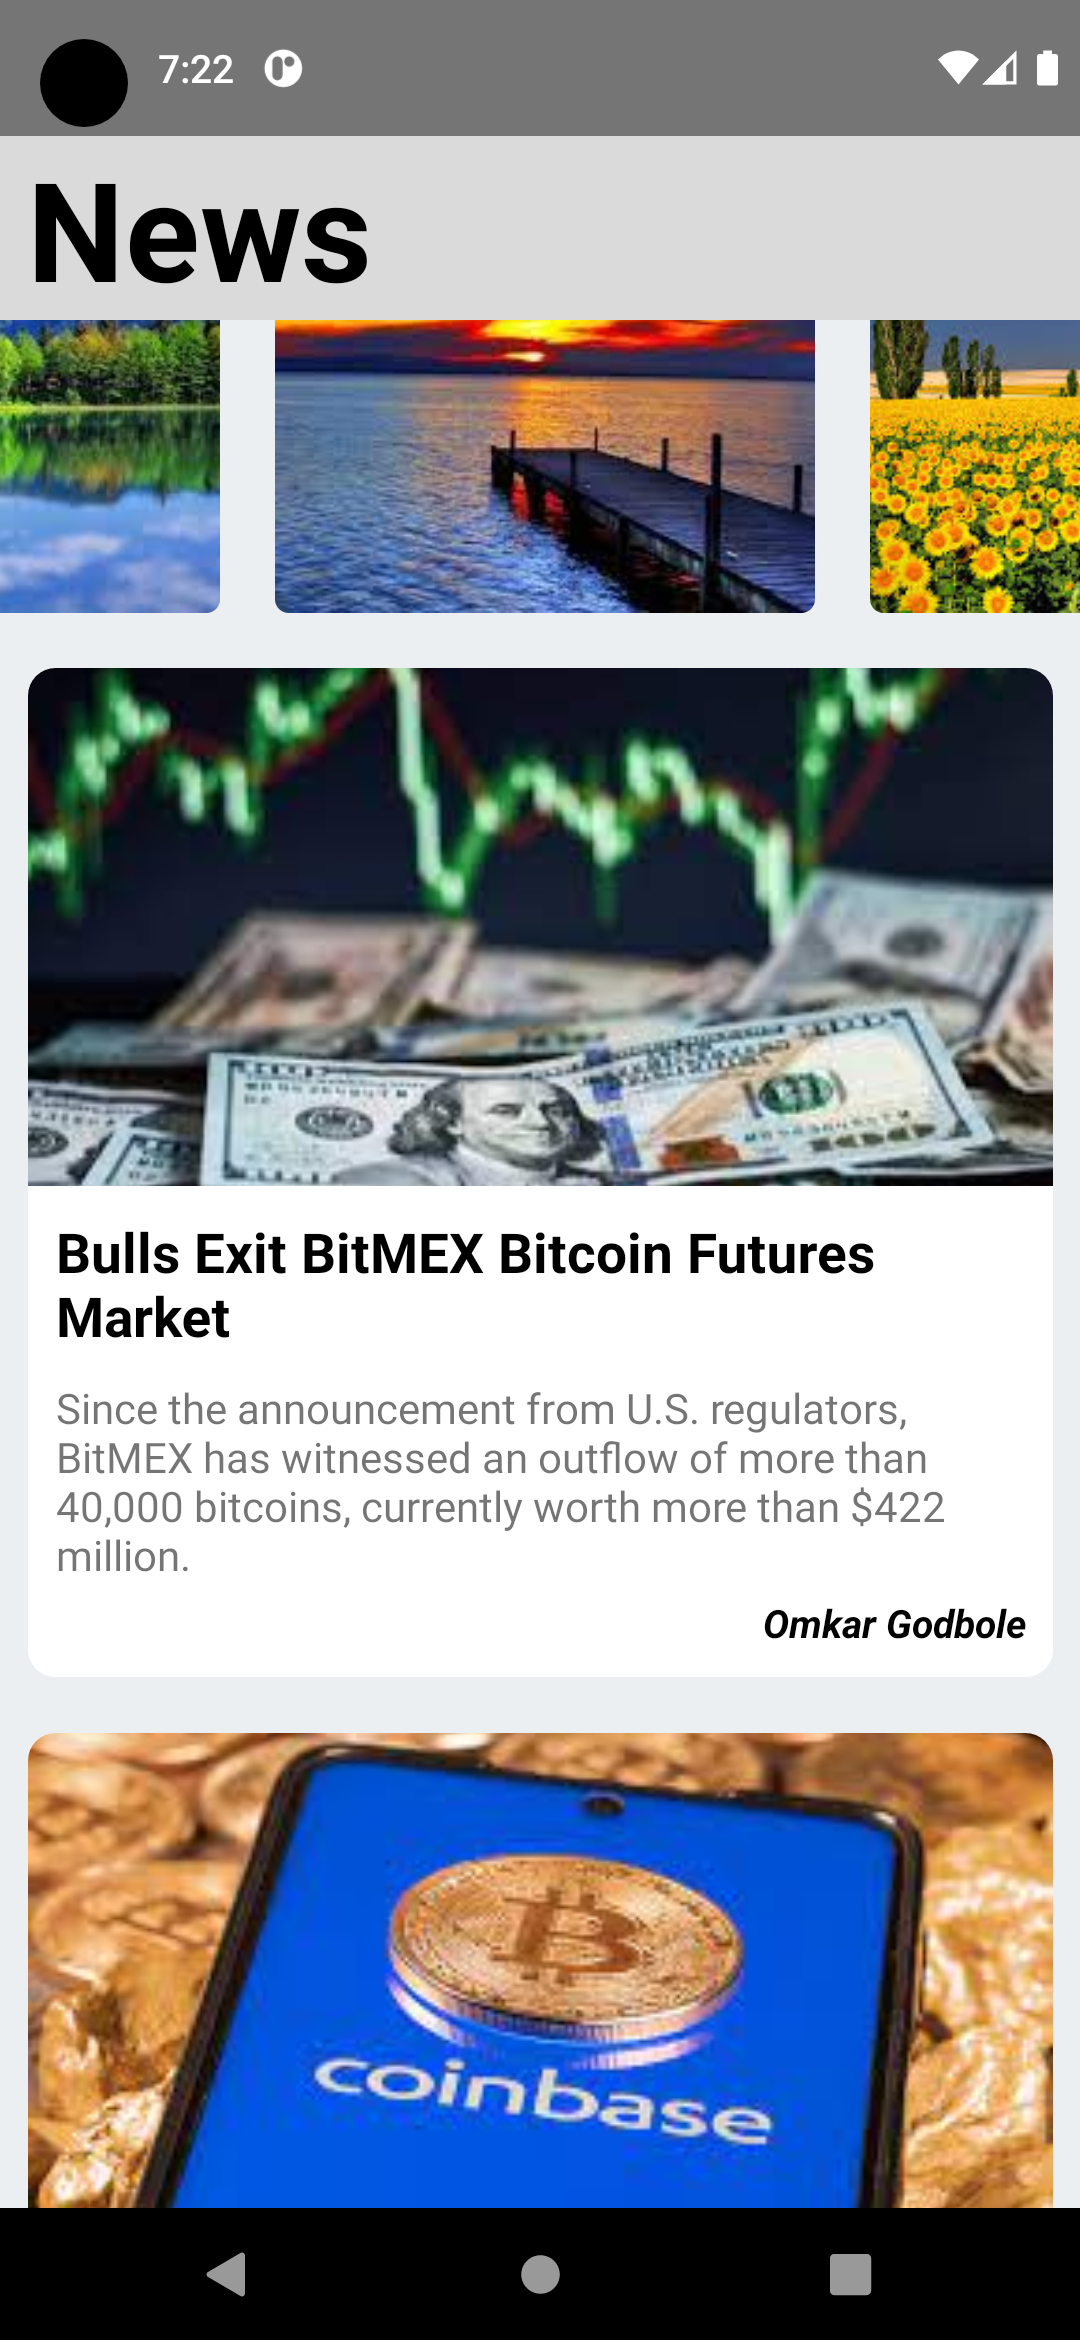 7:22
News
Bulls Exit BitMEX Bitcoin Futures
Market
Since the announcement from U.S. regulators,
BitMEX has witnessed an outflow of more than
40,000 bitcoins, currently worth more than $422
million.
Omkar Godbole
coinbase